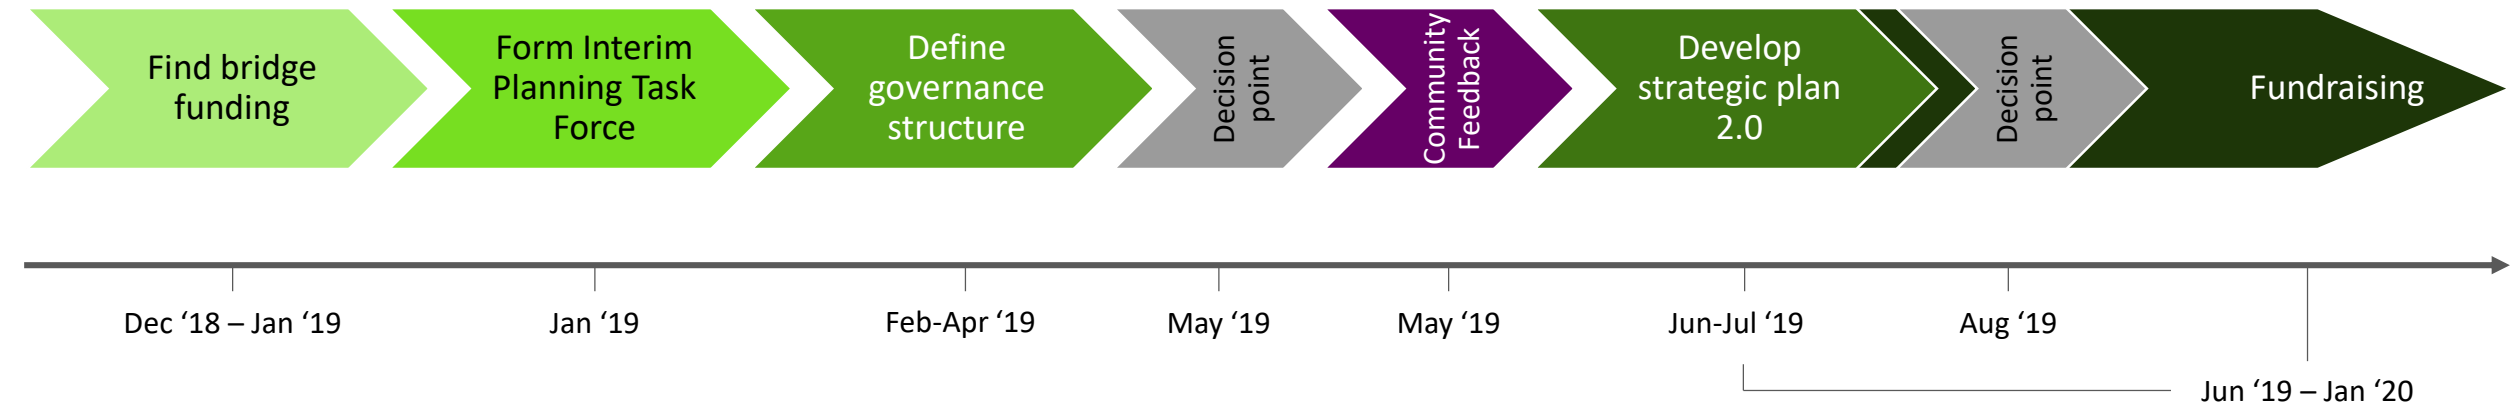 Find bridge
funding
Form Interim
Planning Task
Force
Define
governance
structure
Decision
point
Community
Feedback
Develop
strategic plan
2.0
Decision
point
Fundraising
Dec ‘18 – Jan ‘19
Jan ‘19
Feb-Apr ‘19
May ‘19
May ‘19
Jun-Jul ‘19
Aug ‘19
Jun ‘19 – Jan ‘20